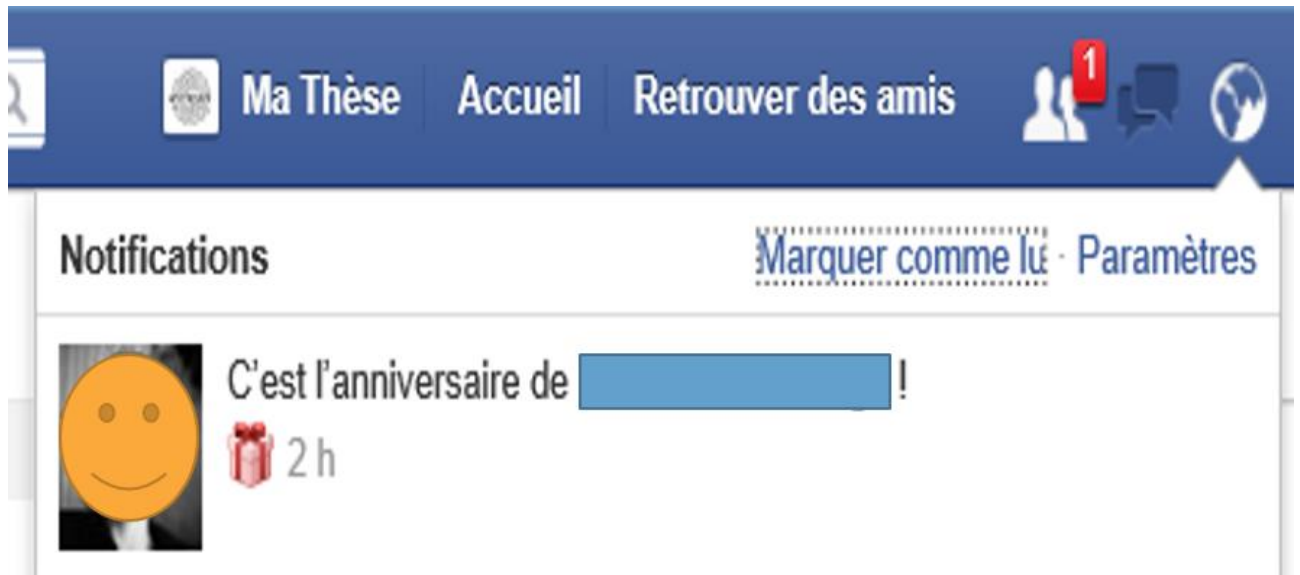 Ma Thèse Accueil Retrouver des amis 1
Notifications Marquer comme lu · Paramètres
C'est l'anniversaire de !
2 h